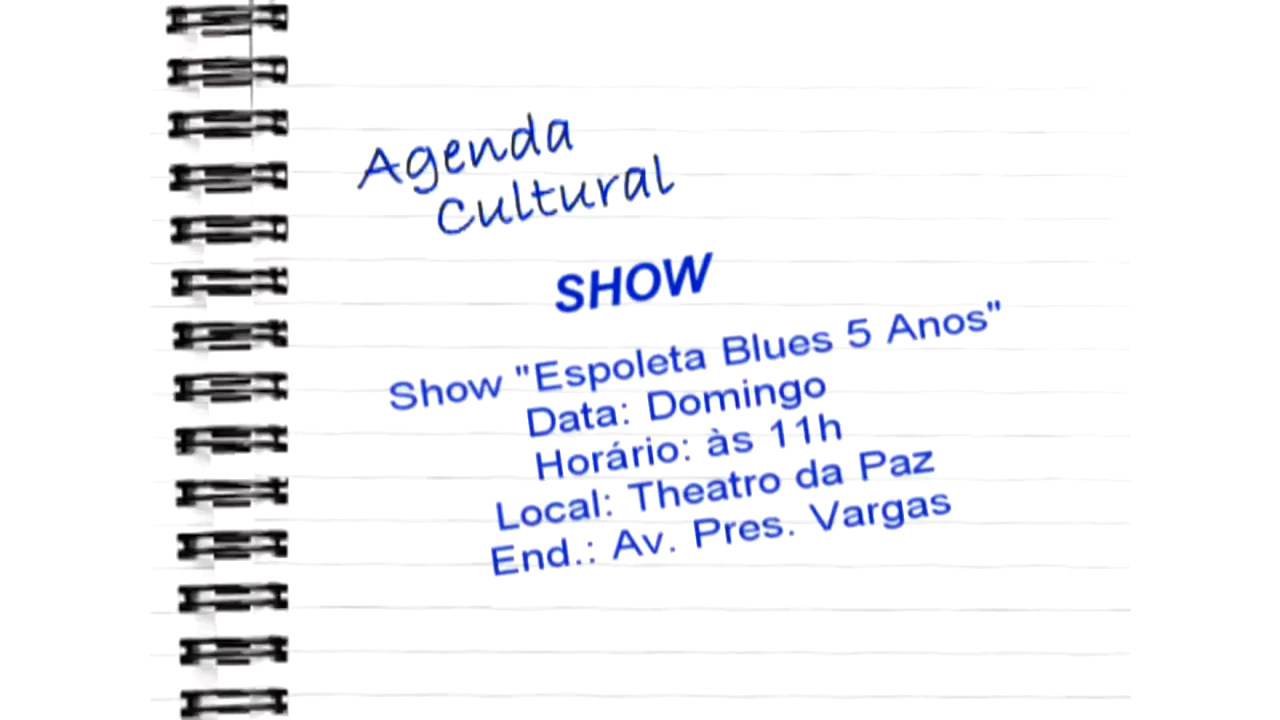 Agenda
Cultural
SHOW
Show "Espoleta Blues 5 Anos"
Data: Domingo
Horário: às 11h
Local: Theatro da Paz
End.: Av. Pres. Vargas